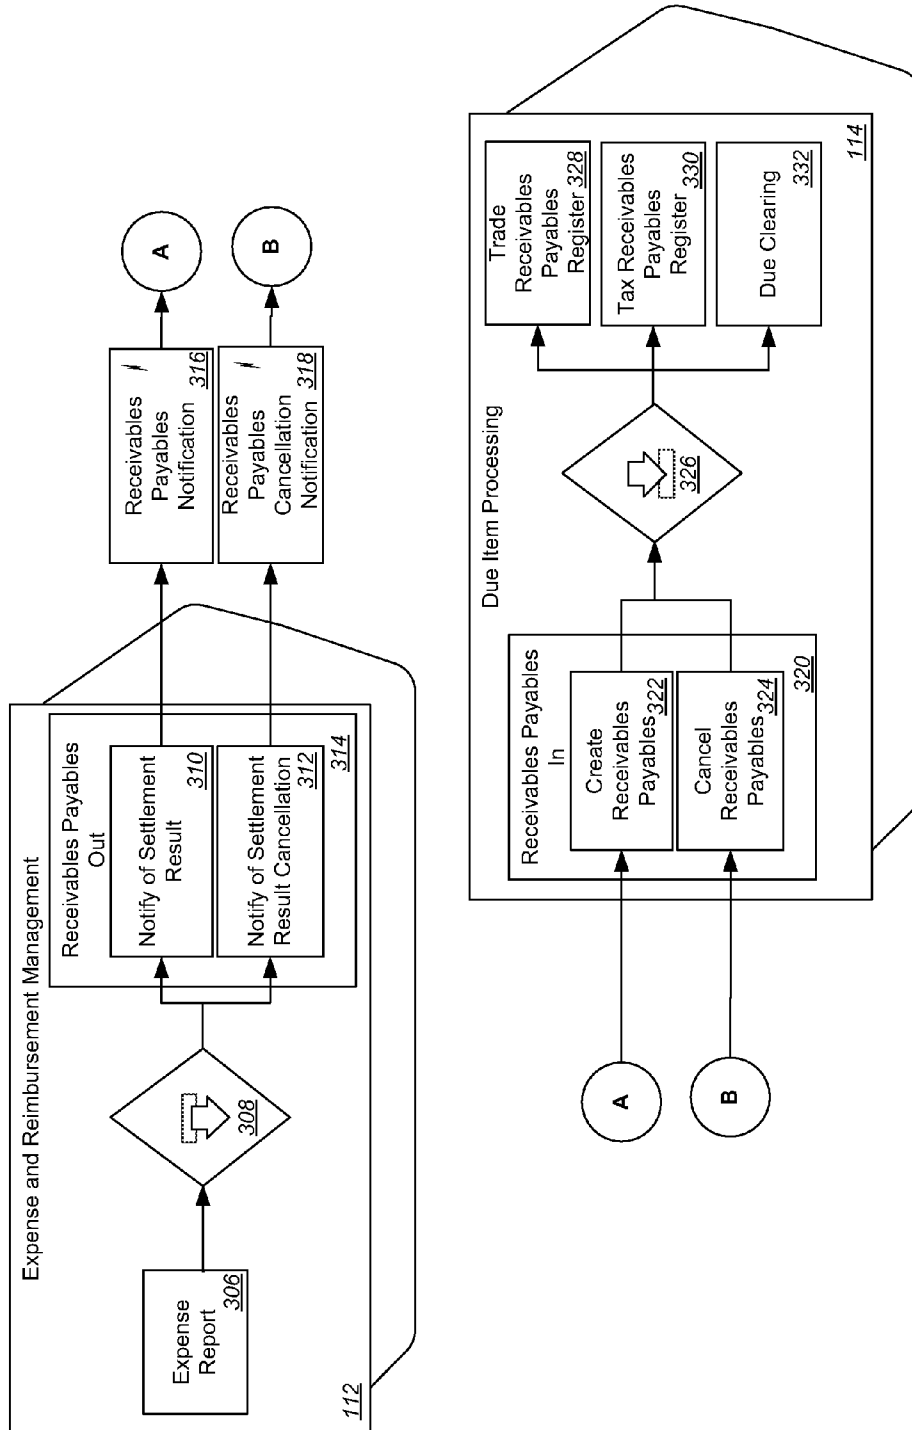 Expense and Reimbursement Management
112
Expense
Report
306
308
Receivables Payables
Out
Notify of Settlement
Result
310
Notify of Settlement
Result Cancellation
312
314
Receivables
Payables
Notification
316
Receivables
Payables
Cancellation
Notification
318
A
B
A
B
Due Item Processing
Receivables Payables
In
Create
Receivables
Payables
322
Cancel
Receivables
Payables
324
320
326
Trade
Receivables
Payables
Register
328
Tax Receivables
Payables
Register
330
Due Clearing
332
114